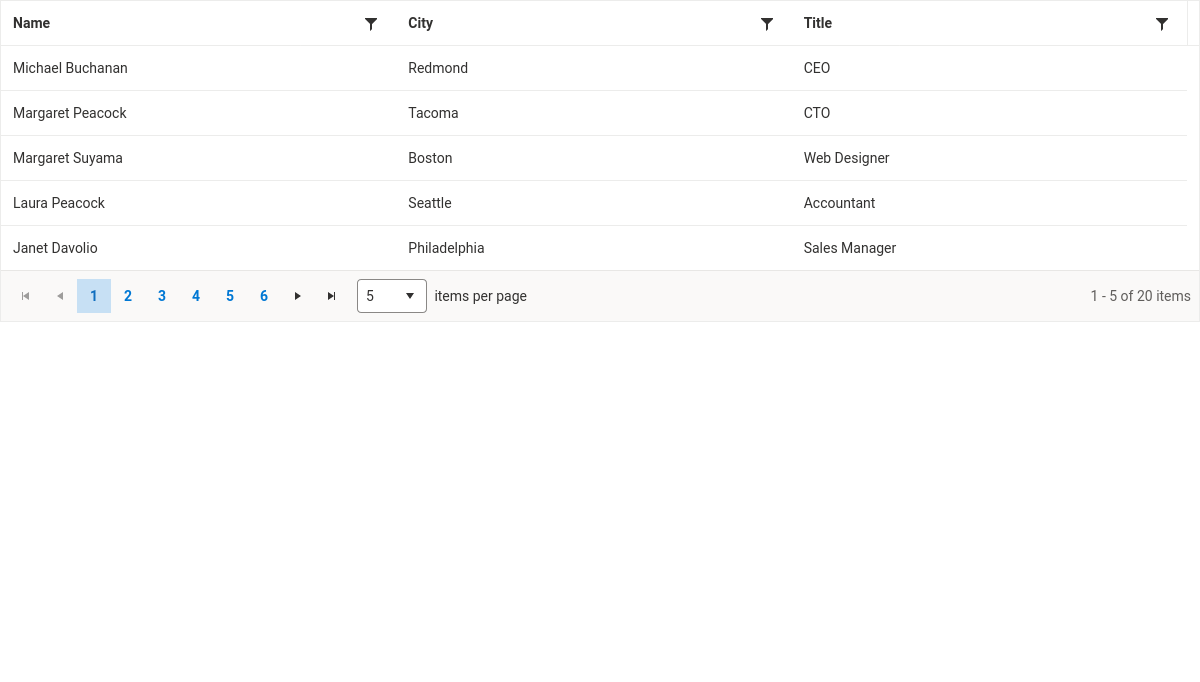 Name City Title
Michael Buchanan Redmond CEO
Margaret Peacock Tacoma CTO
Margaret Suyama Boston Web Designer
Laura Peacock Seattle Accountant
Janet Davolio Philadelphia Sales Manager
1 2 3 4 5 6 5 items per page 1 - 5 of 20 items